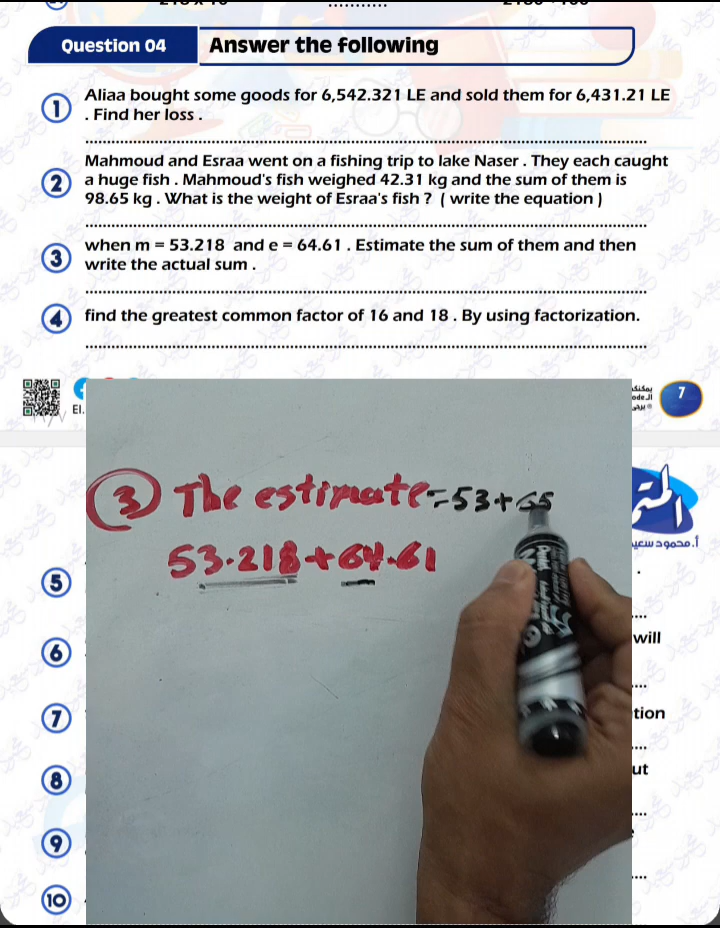 Question 04
Answer the following
1
Aliaa bought some goods for 6,542.321 LE and sold them for 6,431.21 LE
. Find her loss .
2
Mahmoud and Esraa went on a fishing trip to lake Naser . They each caught
a huge fish . Mahmoud's fish weighed 42.31 kg and the sum of them is
98.65 kg . What is the weight of Esraa's fish ? ( write the equation )
3
when m = 53.218 and e = 64.61 . Estimate the sum of them and then
write the actual sum .
4
find the greatest common factor of 16 and 18 . By using factorization.
El.
7
3 The estimate = 53 + 65
53.218 + 64.61
أ.محمود سعيد
5
6
will
7
tion
8
ut
9
10